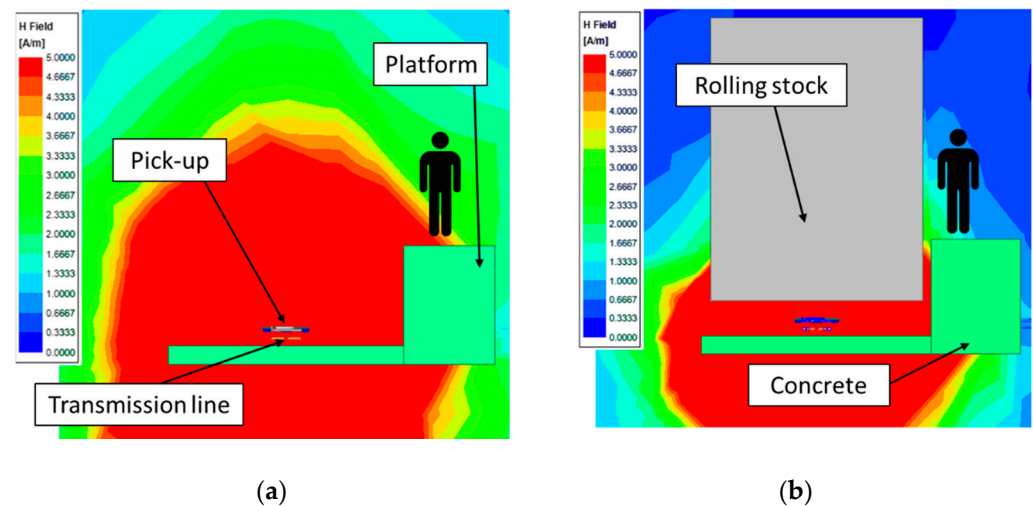 H Field
[A/m]
5.0000
4.6667
4.3333
4.0000
3.6667
3.3333
3.0000
2.6667
2.3333
2.0000
1.6667
1.3333
1.0000
0.6667
0.3333
0.0000
Platform
Pick-up
Transmission line
(a)
H Field
[A/m]
5.0000
4.6667
4.3333
4.0000
3.6667
3.3333
3.0000
2.6667
2.3333
2.0000
1.6667
1.3333
1.0000
0.6667
0.3333
0.0000
Rolling stock
Concrete
(b)